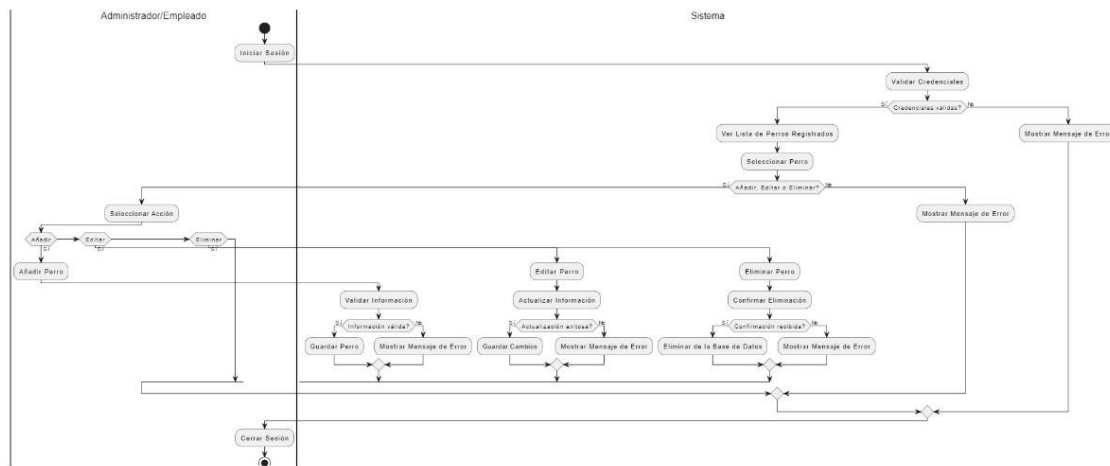 Administrador/Empleado
Sistema
Iniciar Sesión
Validar Credenciales
Sí
Credenciales válidas?
No
Ver Lista de Perros Registrados
Mostrar Mensaje de Error
Seleccionar Perro
Sí
Añadir, Editar o Eliminar?
No
Seleccionar Acción
Mostrar Mensaje de Error
Añadir
Editar
Eliminar
Sí
Sí
Sí
Añadir Perro
Editar Perro
Eliminar Perro
Validar Información
Actualizar Información
Confirmar Eliminación
Sí
Información válida?
No
Sí
Actualización exitosa?
No
Sí
Confirmación recibida?
No
Guardar Perro
Mostrar Mensaje de Error
Guardar Cambios
Mostrar Mensaje de Error
Eliminar de la Base de Datos
Mostrar Mensaje de Error
Cerrar Sesión